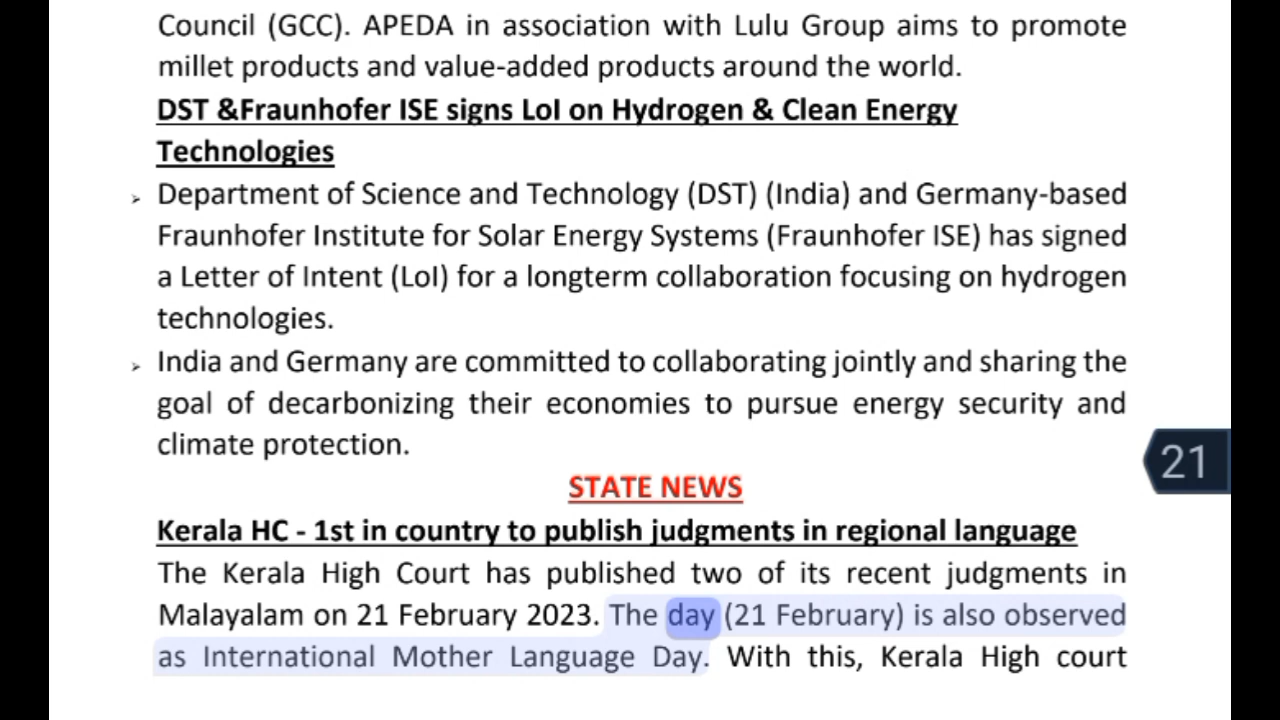 Council (GCC). APEDA in association with Lulu Group aims to promote
millet products and value-added products around the world.
DST &Fraunhofer ISE signs LoI on Hydrogen & Clean Energy
Technologies
➢ Department of Science and Technology (DST) (India) and Germany-based
Fraunhofer Institute for Solar Energy Systems (Fraunhofer ISE) has signed
a Letter of Intent (LoI) for a longterm collaboration focusing on hydrogen
technologies.
➢ India and Germany are committed to collaborating jointly and sharing the
goal of decarbonizing their economies to pursue energy security and
climate protection.
21
STATE NEWS
Kerala HC - 1st in country to publish judgments in regional language
The Kerala High Court has published two of its recent judgments in
Malayalam on 21 February 2023. The day (21 February) is also observed
as International Mother Language Day. With this, Kerala High court